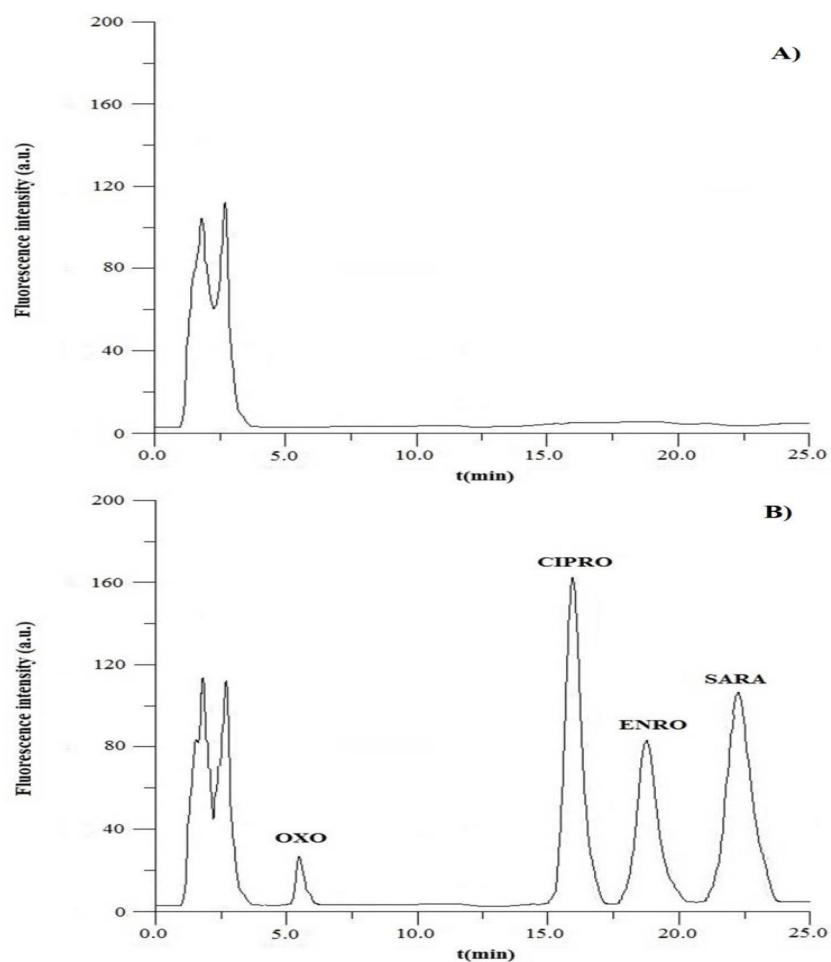 200
A)
160
120
80
40
0
Fluorescence intensity (a.u.)
0.0 5.0 10.0 15.0 20.0 25.0
t(min)
200
B)
CIPRO
160
120
SARA
ENRO
80
40
OXO
0
Fluorescence intensity (a.u.)
0.0 5.0 10.0 15.0 20.0 25.0
t(min)